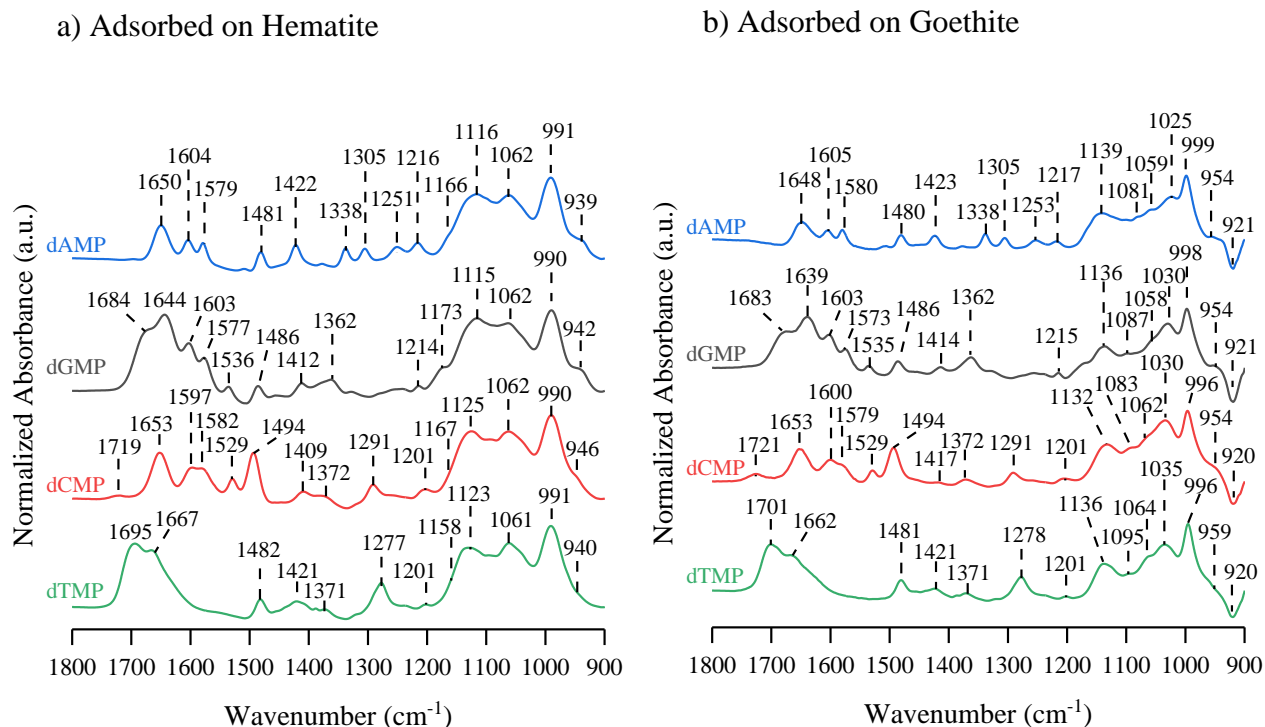 a) Adsorbed on Hematite
Normalized Absorbance (a.u.)
dAMP
1650 1604 1579 1481 1422 1338 1305 1251 1216 1166 1116 1062 991 939
dGMP
1684 1644 1603 1577 1536 1486 1412 1362 1214 1173 1115 1062 990 942
dCMP
1719 1653 1597 1582 1529 1494 1409 1372 1291 1201 1167 1125 1062 990 946
dTMP
1695 1667 1482 1421 1371 1277 1201 1158 1123 1061 991 940
1800 1700 1600 1500 1400 1300 1200 1100 1000 900
Wavenumber (cm⁻¹)
b) Adsorbed on Goethite
Normalized Absorbance (a.u.)
dAMP
1648 1605 1580 1480 1423 1338 1305 1253 1217 1139 1081 1059 1025 999 954 921
dGMP
1683 1639 1603 1573 1535 1486 1414 1362 1215 1136 1087 1058 1030 998 954 921
dCMP
1721 1653 1600 1579 1529 1494 1417 1372 1291 1201 1132 1083 1062 1030 996 954 920
dTMP
1701 1662 1481 1421 1371 1278 1201 1136 1095 1064 1035 996 959 920
1800 1700 1600 1500 1400 1300 1200 1100 1000 900
Wavenumber (cm⁻¹)